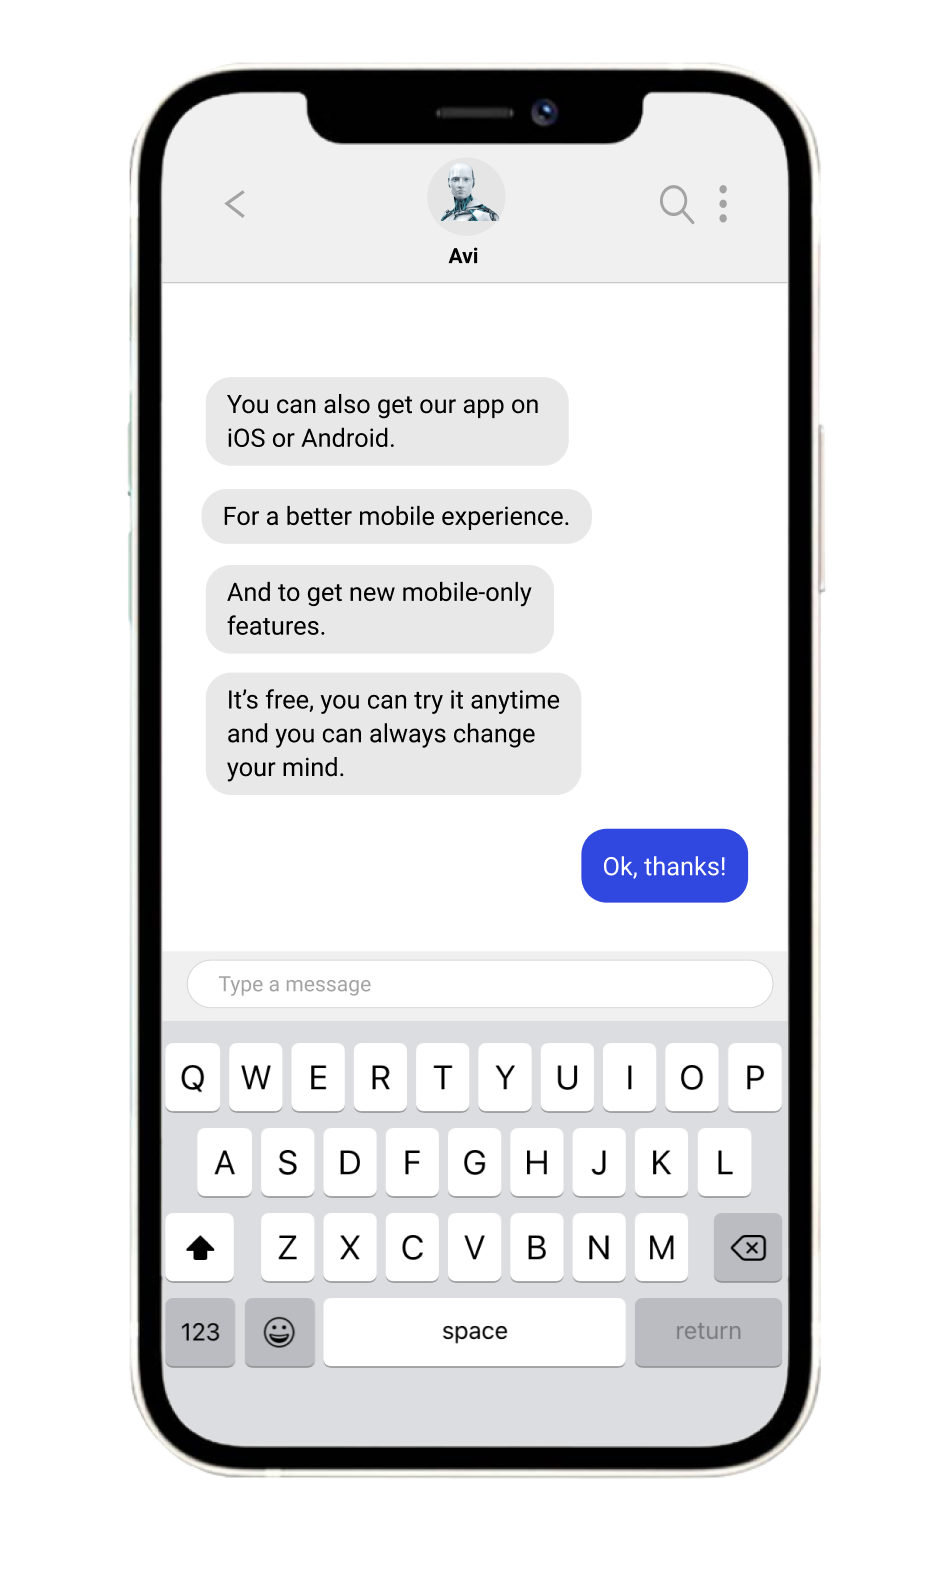 Avi
You can also get our app on
iOS or Android.
For a better mobile experience.
And to get new mobile-only
features.
It’s free, you can try it anytime
and you can always change
your mind.
Ok, thanks!
Type a message
Q W E R T Y U I O P
A S D F G H J K L
Z X C V B N M
123 space return